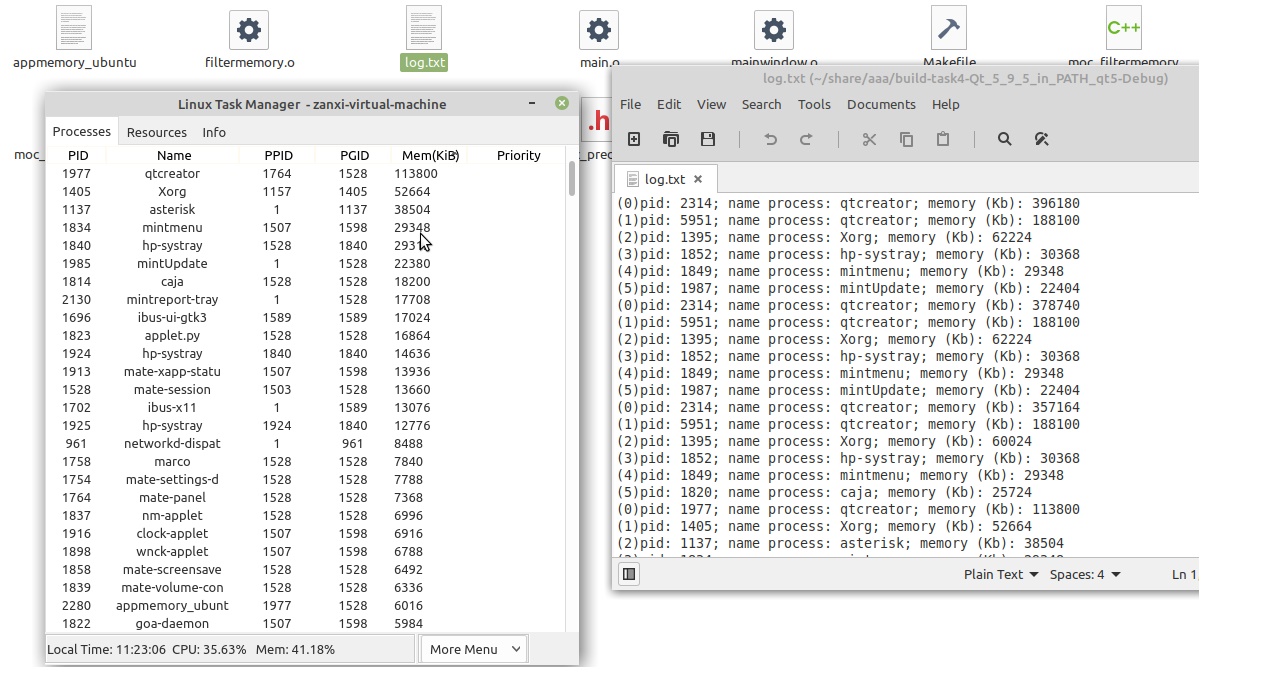 appmemory_ubuntu filtermemory.o log.txt main.o mainwindow.o Makefile moc_filtermemory
C++
.h
moc_
Linux Task Manager - zanxi-virtual-machine
Processes Resources Info
PID Name PPID PGID Mem(KiB) Priority
1977 qtcreator 1764 1528 113800
1405 Xorg 1157 1405 52664
1137 asterisk 1 1137 38504
1834 mintmenu 1507 1598 29348
1840 hp-systray 1528 1840
1985 mintUpdate 1 1528 22380
1814 caja 1528 1528 18200
2130 mintreport-tray 1 1528 17708
1696 ibus-ui-gtk3 1589 1589 17024
1823 applet.py 1528 1528 16864
1924 hp-systray 1840 1840 14636
1913 mate-xapp-statu 1507 1598 13936
1528 mate-session 1503 1528 13660
1702 ibus-x11 1 1589 13076
1925 hp-systray 1924 1840 12776
961 networkd-dispat 1 961 8488
1758 marco 1528 1528 7840
1754 mate-settings-d 1528 1528 7788
1764 mate-panel 1528 1528 7368
1837 nm-applet 1528 1528 6996
1916 clock-applet 1507 1598 6916
1898 wnck-applet 1507 1598 6788
1858 mate-screensave 1528 1528 6492
1839 mate-volume-con 1528 1528 6336
2280 appmemory_ubunt 1977 1528 6016
1822 goa-daemon 1507 1598 5984
Local Time: 11:23:06 CPU: 35.63% Mem: 41.18%
More Menu
log.txt (~/share/aaa/build-task4-Qt_5_9_5_in_PATH_qt5-Debug)
File Edit View Search Tools Documents Help
log.txt
(0)pid: 2314; name process: qtcreator; memory (Kb): 396180
(1)pid: 5951; name process: qtcreator; memory (Kb): 188100
(2)pid: 1395; name process: Xorg; memory (Kb): 62224
(3)pid: 1852; name process: hp-systray; memory (Kb): 30368
(4)pid: 1849; name process: mintmenu; memory (Kb): 29348
(5)pid: 1987; name process: mintUpdate; memory (Kb): 22404
(0)pid: 2314; name process: qtcreator; memory (Kb): 378740
(1)pid: 5951; name process: qtcreator; memory (Kb): 188100
(2)pid: 1395; name process: Xorg; memory (Kb): 62224
(3)pid: 1852; name process: hp-systray; memory (Kb): 30368
(4)pid: 1849; name process: mintmenu; memory (Kb): 29348
(5)pid: 1987; name process: mintUpdate; memory (Kb): 22404
(0)pid: 2314; name process: qtcreator; memory (Kb): 357164
(1)pid: 5951; name process: qtcreator; memory (Kb): 188100
(2)pid: 1395; name process: Xorg; memory (Kb): 60024
(3)pid: 1852; name process: hp-systray; memory (Kb): 30368
(4)pid: 1849; name process: mintmenu; memory (Kb): 29348
(5)pid: 1820; name process: caja; memory (Kb): 25724
(0)pid: 1977; name process: qtcreator; memory (Kb): 113800
(1)pid: 1405; name process: Xorg; memory (Kb): 52664
(2)pid: 1137; name process: asterisk; memory (Kb): 38504
Plain Text Spaces: 4 Ln 1